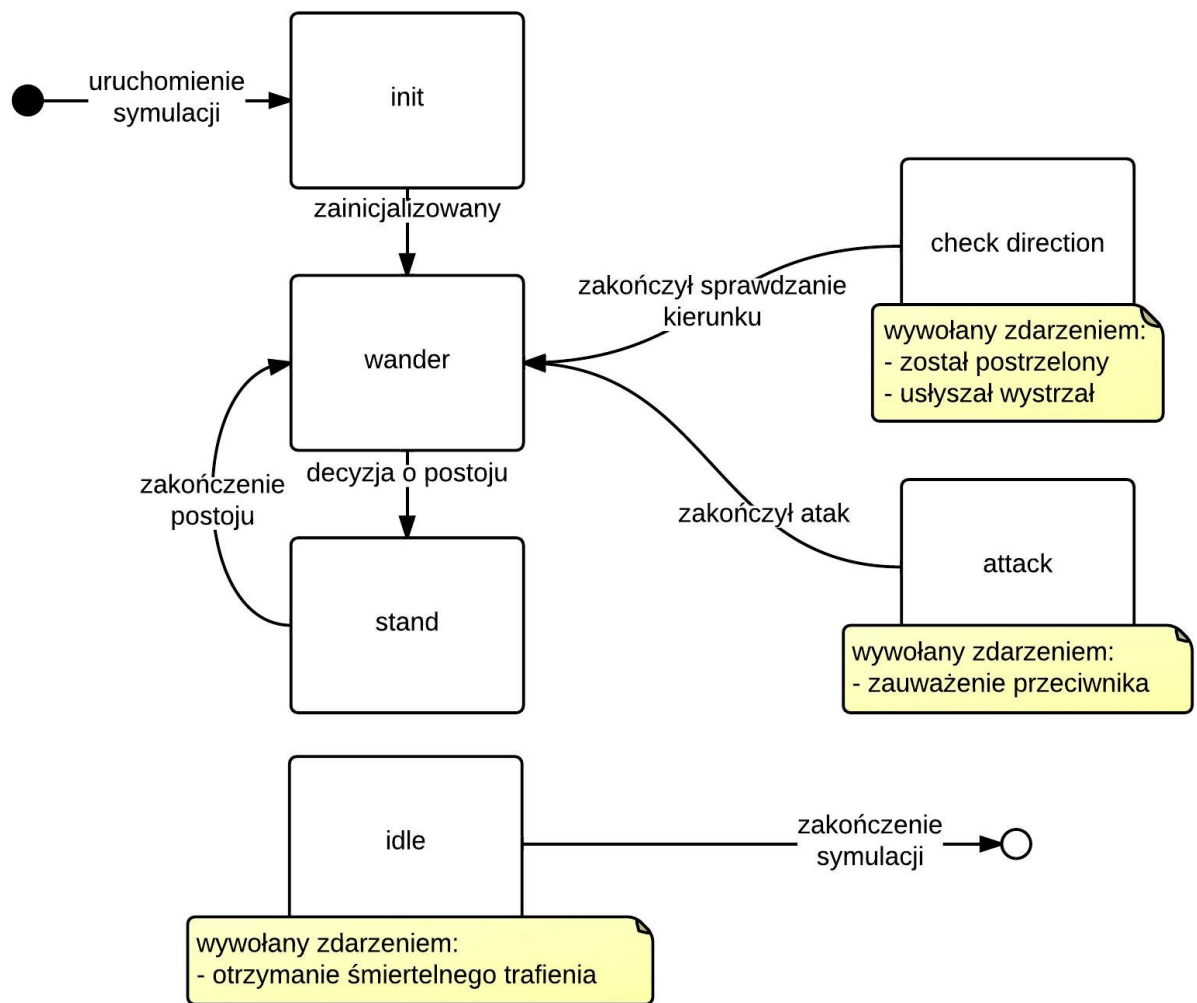 uruchomienie
symulacji
init
zainicjalizowany
check direction
zakończył sprawdzanie
kierunku
wywołany zdarzeniem:
- został postrzelony
- usłyszał wystrzał
wander
decyzja o postoju
zakończenie
postoju
zakończył atak
attack
stand
wywołany zdarzeniem:
- zauważenie przeciwnika
idle
zakończenie
symulacji
wywołany zdarzeniem:
- otrzymanie śmiertelnego trafienia